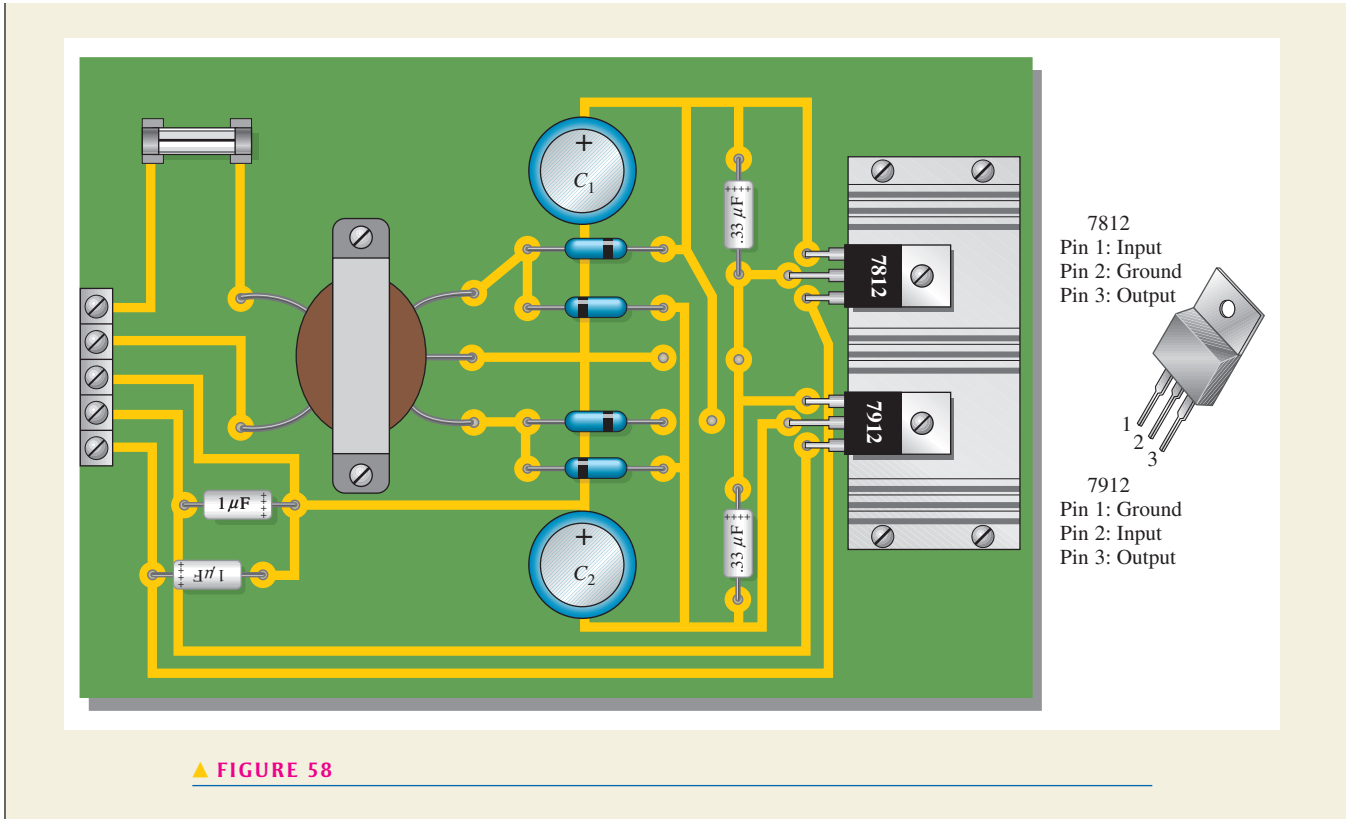 +
C1
++++
.33 µF
7812
7812
Pin 1: Input
Pin 2: Ground
Pin 3: Output
7912
1
2
3
1 µF
++++
++++
1 µF
+
C2
++++
.33 µF
7912
Pin 1: Ground
Pin 2: Input
Pin 3: Output
▲ FIGURE 58